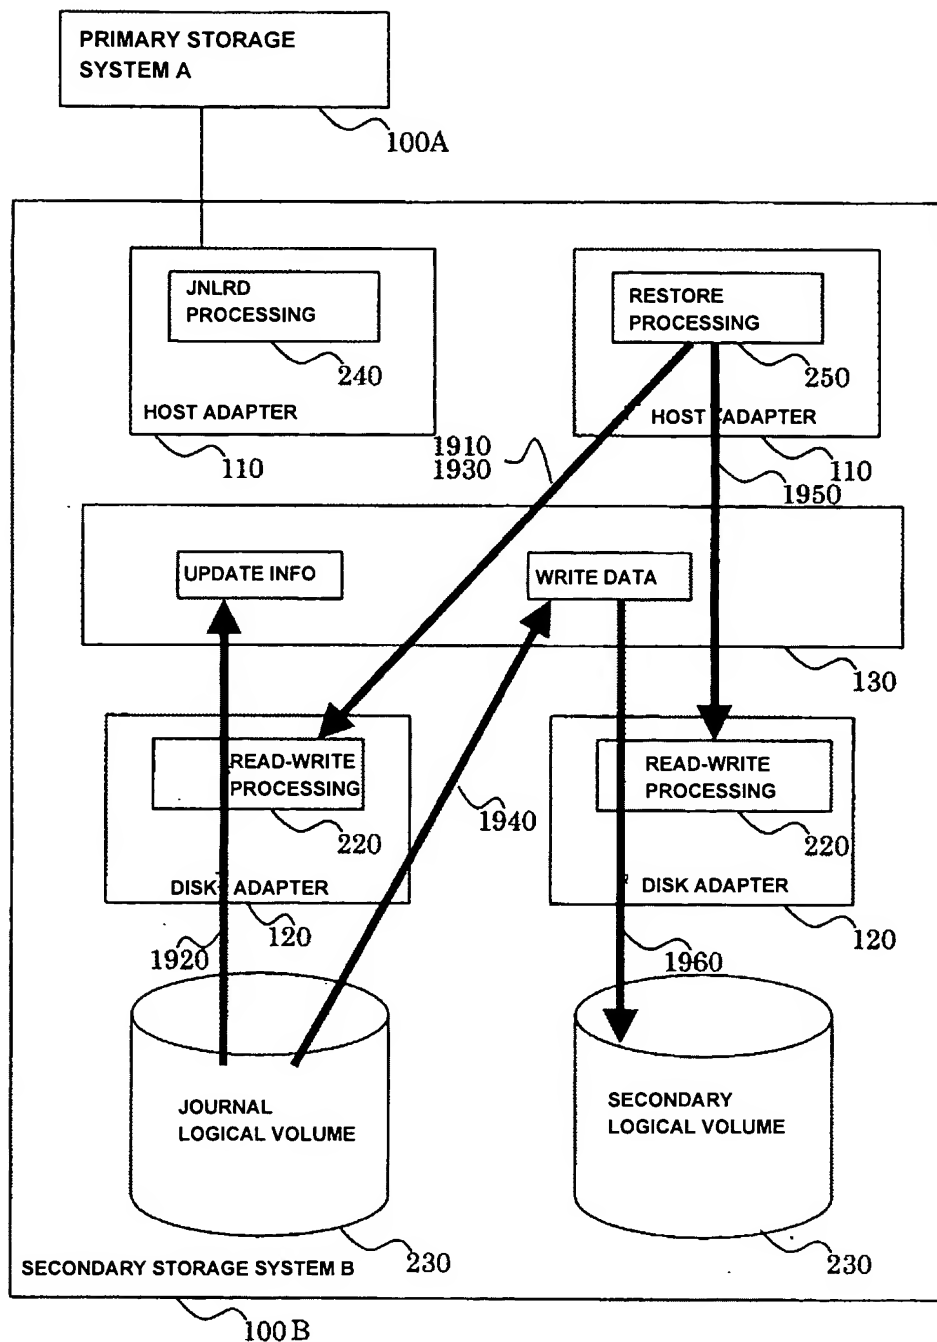 PRIMARY STORAGE
SYSTEM A
100A
JNLRD
PROCESSING
240
HOST ADAPTER
110
RESTORE
PROCESSING
250
HOST ADAPTER
110
1910
1930
1950
UPDATE INFO
WRITE DATA
130
READ-WRITE
PROCESSING
220
DISK ADAPTER
120
1920
1940
READ-WRITE
PROCESSING
220
DISK ADAPTER
120
1960
JOURNAL
LOGICAL VOLUME
230
SECONDARY
LOGICAL VOLUME
230
SECONDARY STORAGE SYSTEM B
100B